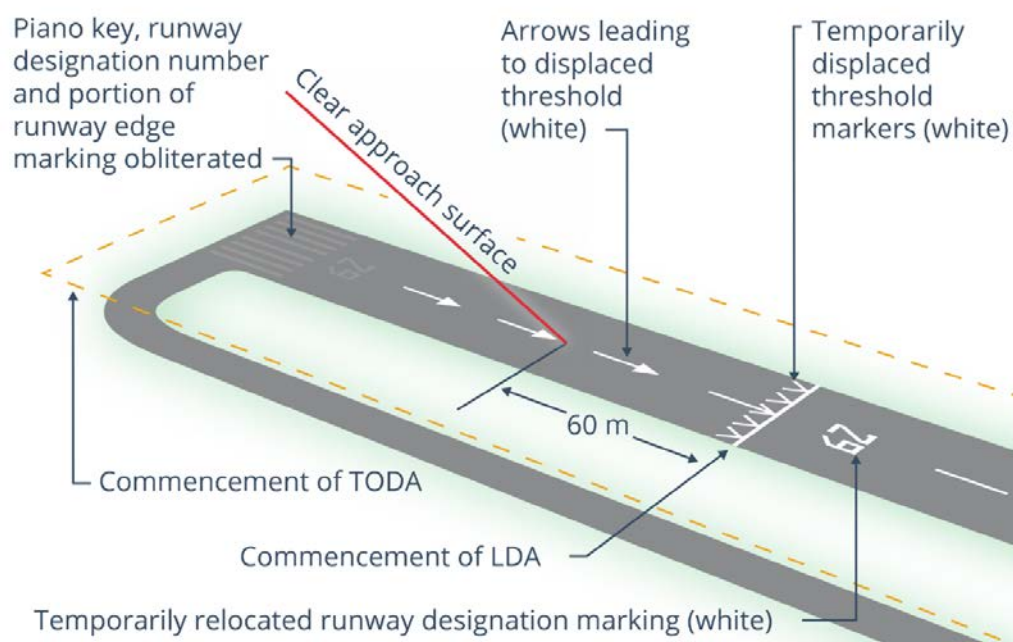 Piano key, runway
designation number
and portion of
runway edge
marking obliterated
Clear approach surface
Arrows leading
to displaced
threshold
(white)
Temporarily
displaced
threshold
markers (white)
29
60 m
29
Commencement of TODA
Commencement of LDA
Temporarily relocated runway designation marking (white)